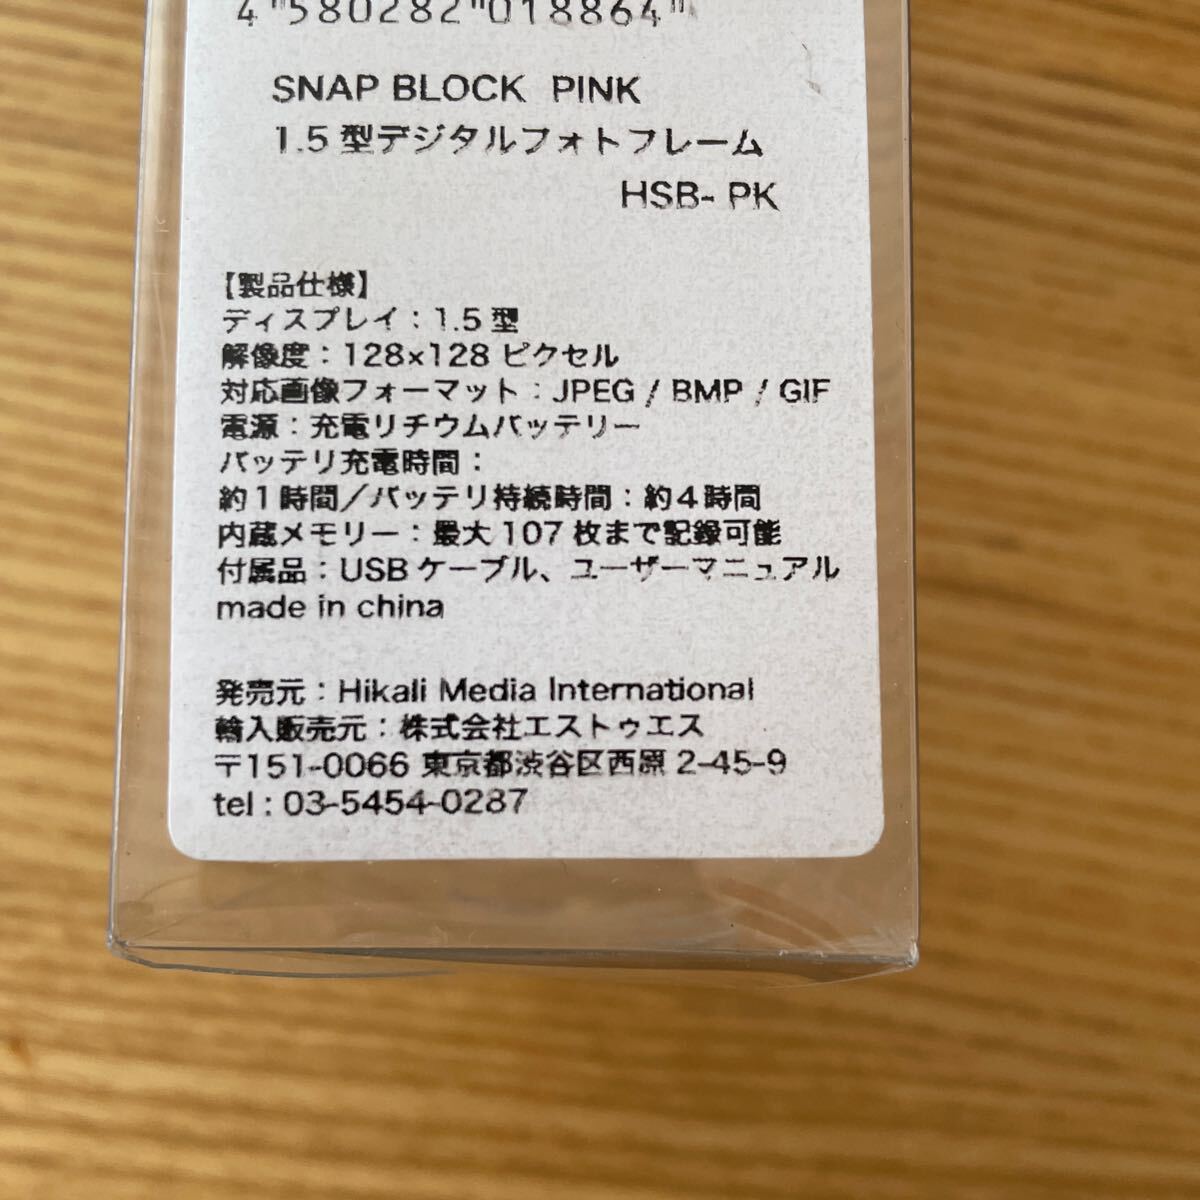 4 580282 018864
SNAP BLOCK PINK
1.5 型デジタルフォトフレーム
HSB- PK
【製品仕様】
ディスプレイ：1.5 型
解像度：128×128 ピクセル
対応画像フォーマット：JPEG / BMP / GIF
電源：充電リチウムバッテリー
バッテリ充電時間：
約１時間／バッテリ持続時間：約４時間
内蔵メモリー：最大 107 枚まで記録可能
付属品：USB ケーブル、ユーザーマニュアル
made in china
発売元：Hikali Media International
輸入販売元：株式会社エストゥエス
〒151-0066 東京都渋谷区西原 2-45-9
tel : 03-5454-0287